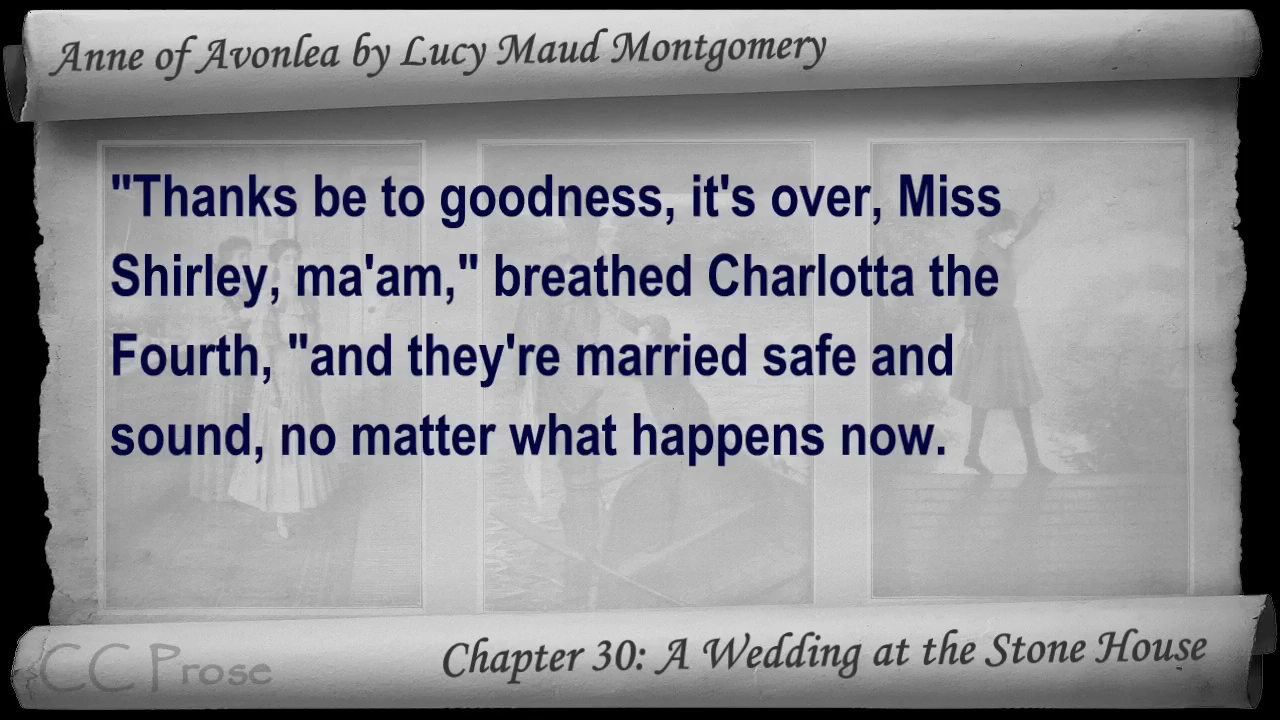 Anne of Avonlea by Lucy Maud Montgomery
"Thanks be to goodness, it's over, Miss
Shirley, ma'am," breathed Charlotta the
Fourth, "and they're married safe and
sound, no matter what happens now.
CC Prose
Chapter 30: A Wedding at the Stone House